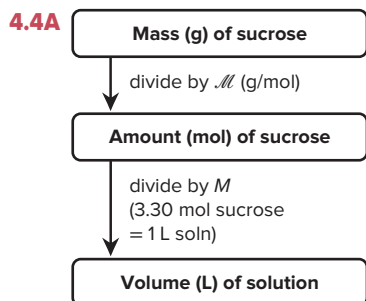 4.4A
Mass (g) of sucrose
divide by ℳ (g/mol)
Amount (mol) of sucrose
divide by M
(3.30 mol sucrose
= 1 L soln)
Volume (L) of solution